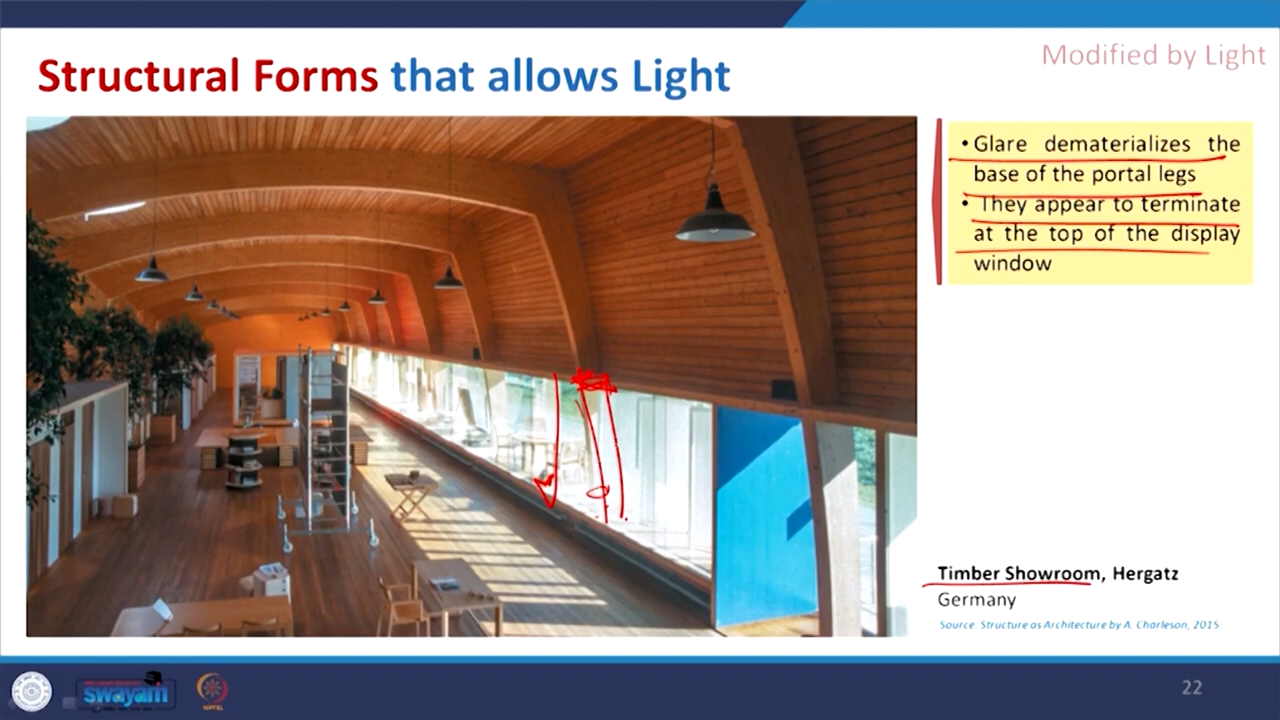 Modified by Light
Structural Forms that allows Light
• Glare dematerializes the
base of the portal legs
• They appear to terminate
at the top of the display
window
Timber Showroom, Hergatz
Germany
Source: Structure as Architecture by A. Charleson, 2015
swayam
NPTEL
22